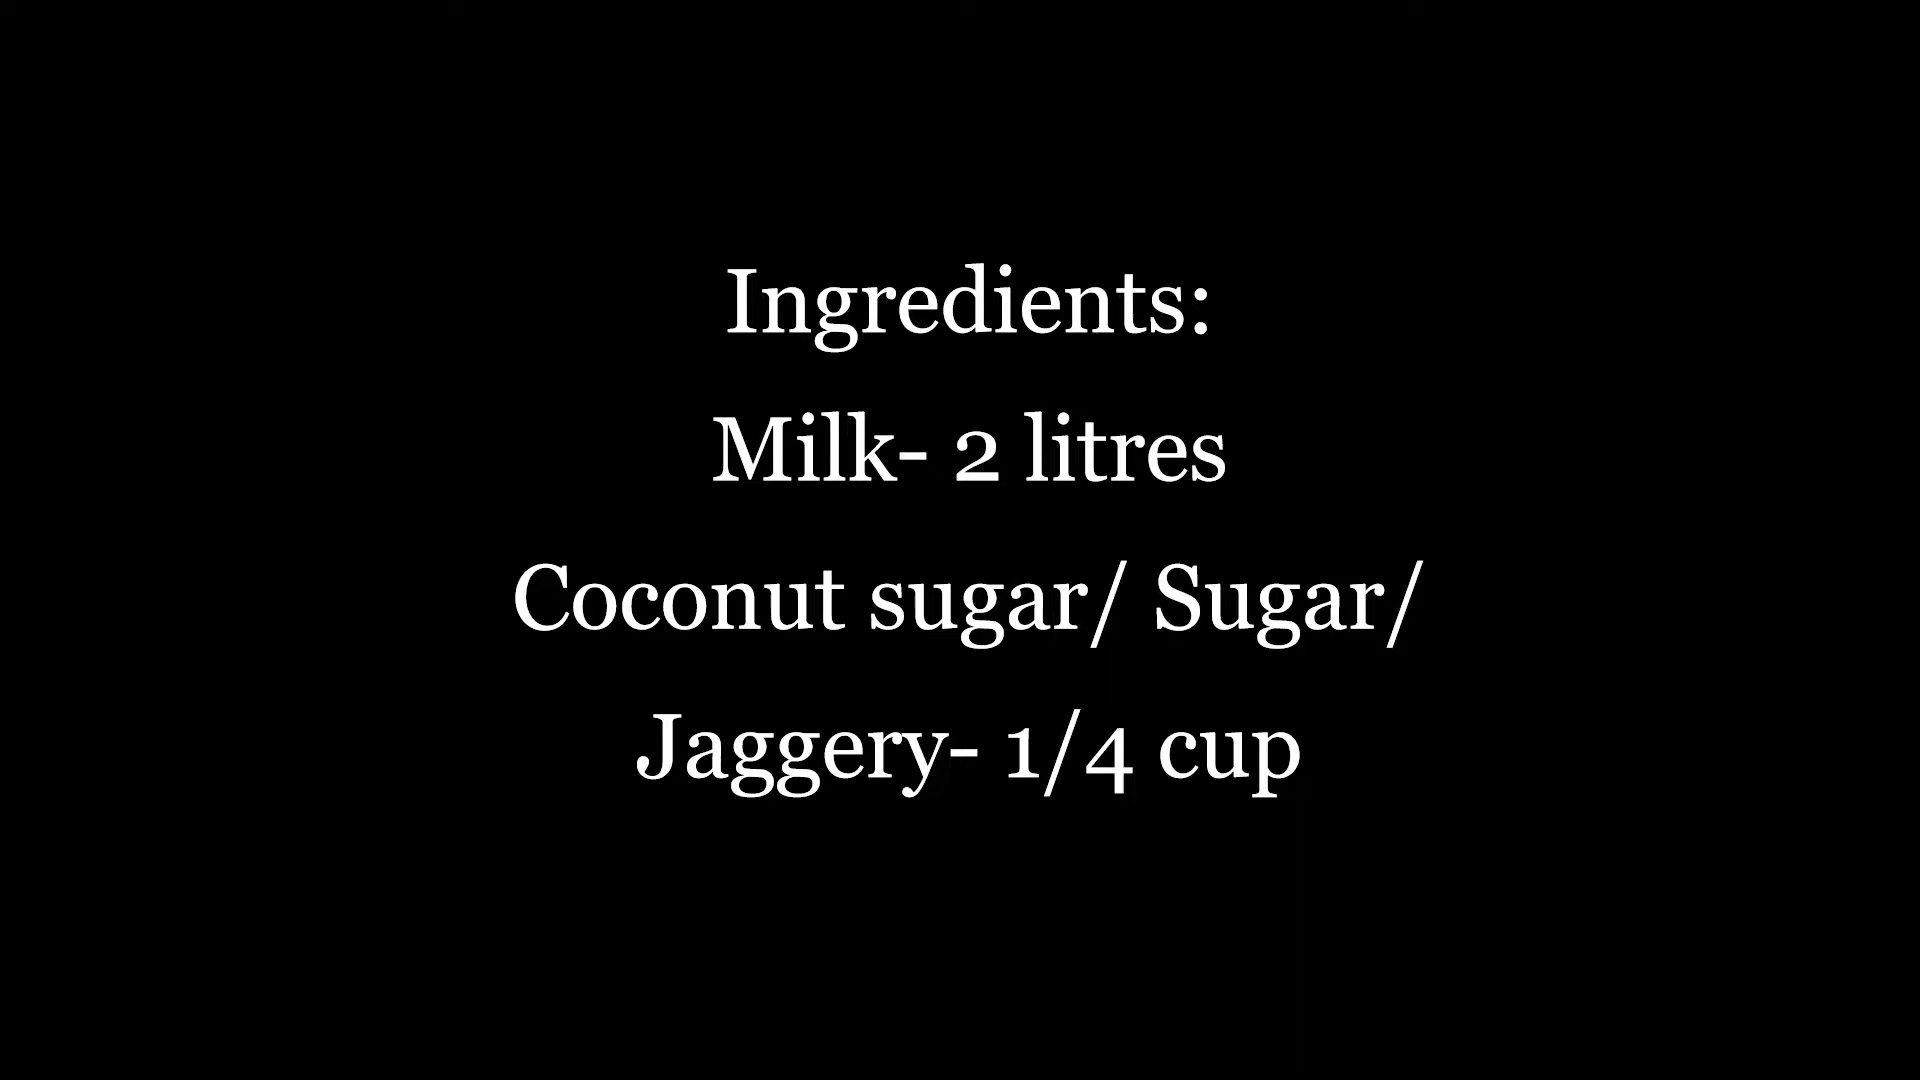 Ingredients:
Milk- 2 litres
Coconut sugar/ Sugar/
Jaggery- 1/4 cup